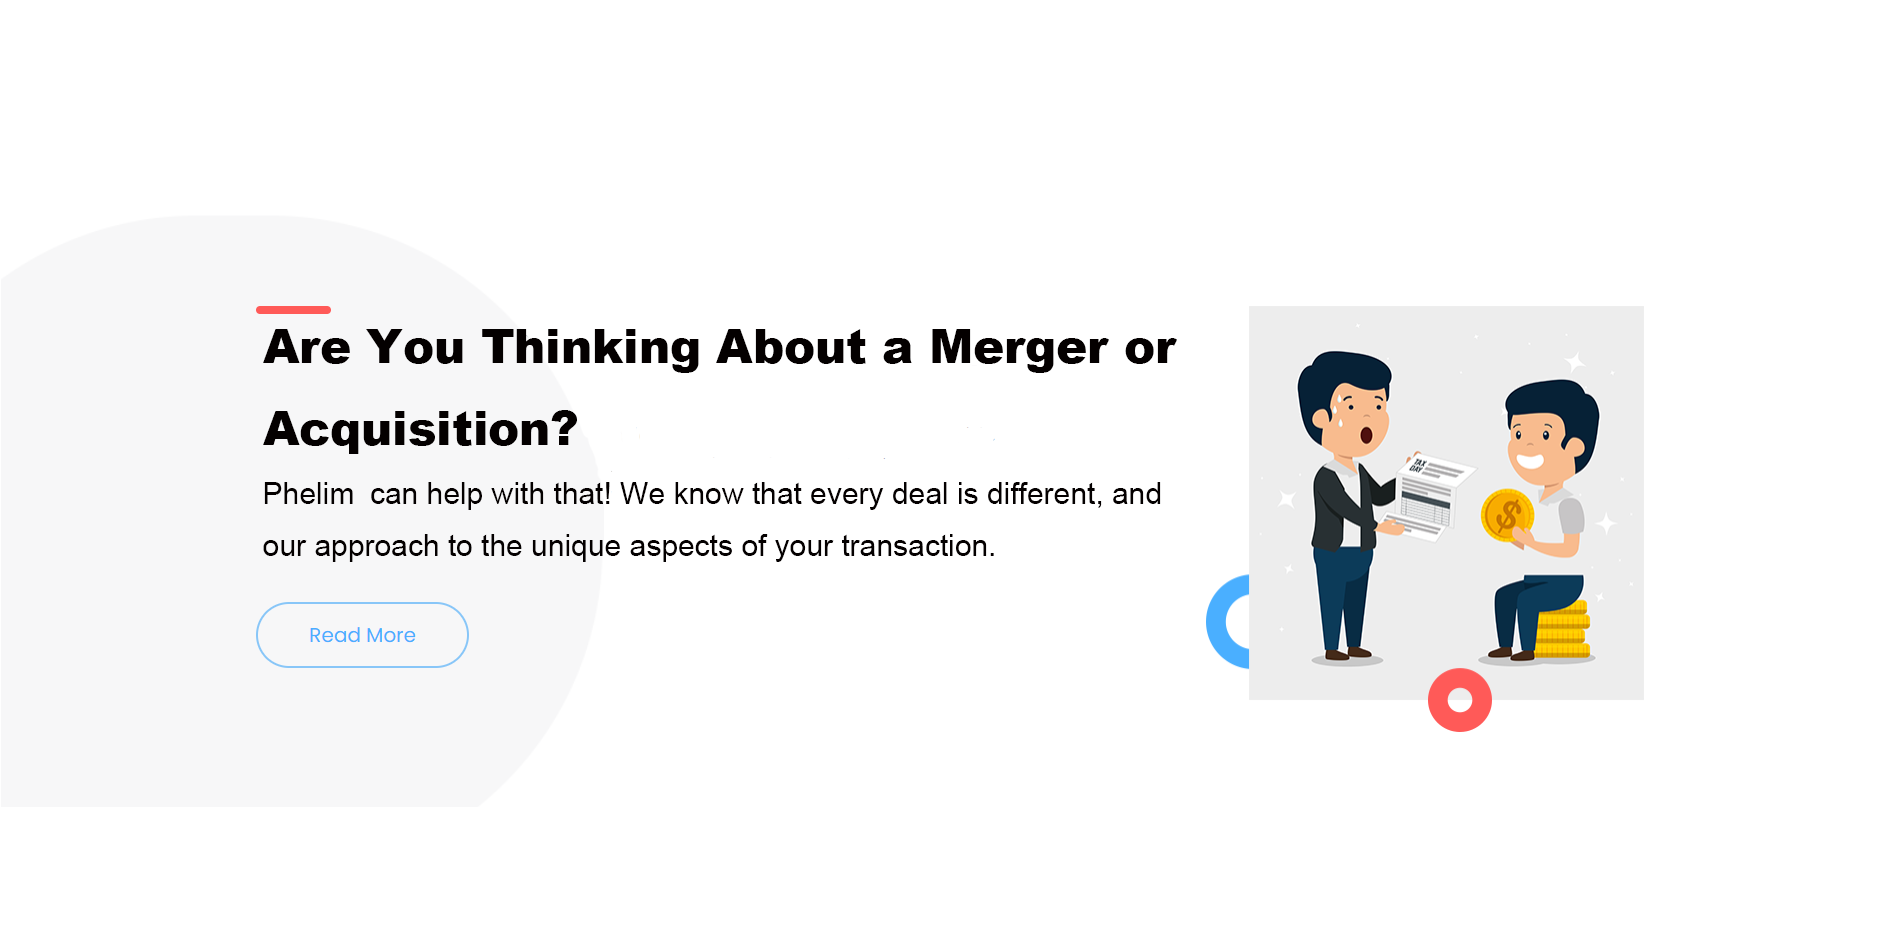 Are You Thinking About a Merger or
Acquisition?
Phelim  can help with that! We know that every deal is different, and
our approach to the unique aspects of your transaction.
Read More
TAX
DAY
$